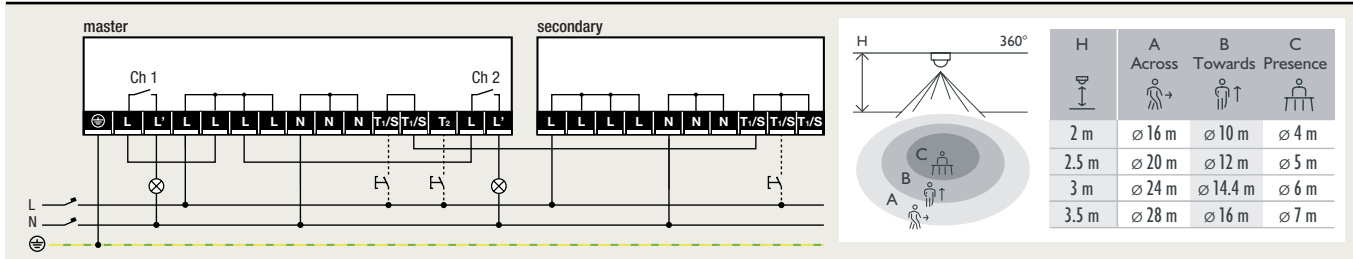 master
secondary
Ch 1
Ch 2
L L' L L L L N N N T1/S T1/S T2 L L'
L L L L N N N T1/S T1/S T1/S
L
N
H
360°
C
B
A
H A B C
Across Towards Presence
2 m ⌀ 16 m ⌀ 10 m ⌀ 4 m
2.5 m ⌀ 20 m ⌀ 12 m ⌀ 5 m
3 m ⌀ 24 m ⌀ 14.4 m ⌀ 6 m
3.5 m ⌀ 28 m ⌀ 16 m ⌀ 7 m